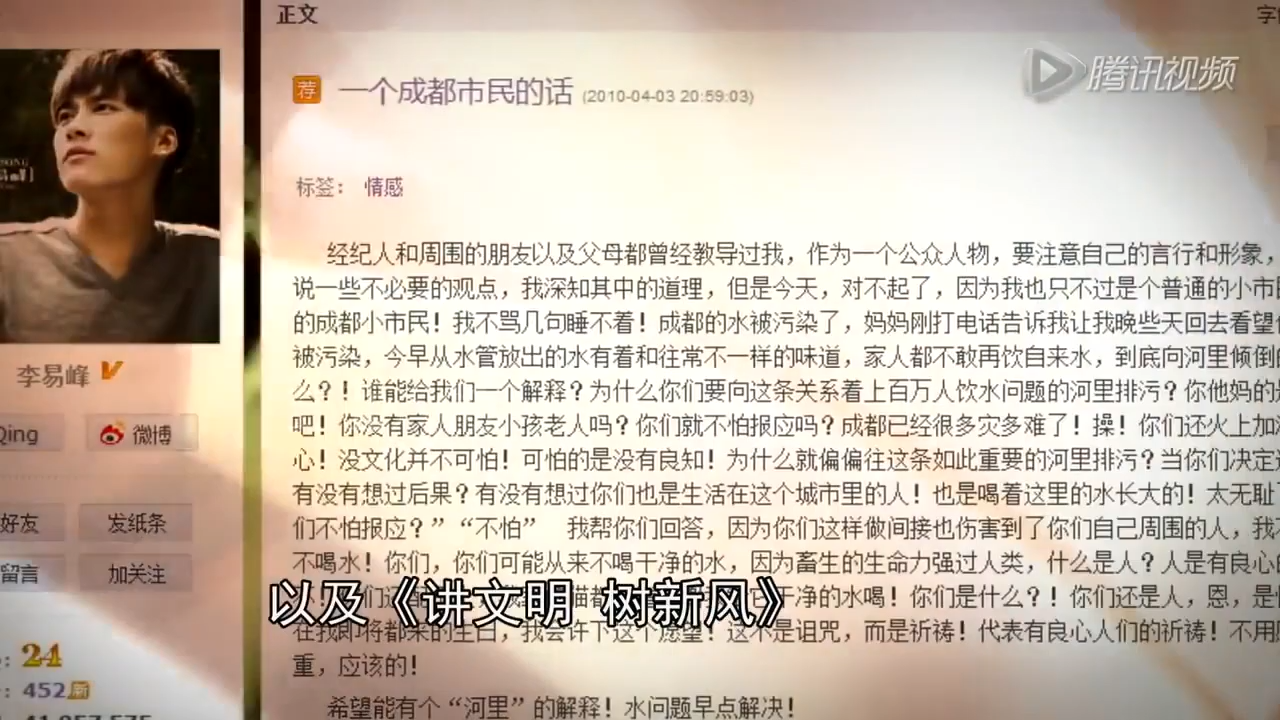 正文
字
腾讯视频
荐 一个成都市民的话 (2010-04-03 20:59:03)
标签： 情感
经纪人和周围的朋友以及父母都曾经教导过我，作为一个公众人物，要注意自己的言行和形象，
说一些不必要的观点，我深知其中的道理，但是今天，对不起了，因为我也只不过是个普通的小市民
的成都小市民！我不骂几句睡不着！成都的水被污染了，妈妈刚打电话告诉我让我晚些天回去看望
被污染，今早从水管放出的水有着和往常不一样的味道，家人都不敢再饮自来水，到底向河里倾倒
么？！谁能给我们一个解释？为什么你们要向这条关系着上百万人饮水问题的河里排污？你他妈的
吧！你没有家人朋友小孩老人吗？你们就不怕报应吗？成都已经很多灾多难了！操！你们还火上加
心！没文化并不可怕！可怕的是没有良知！为什么就偏偏往这条如此重要的河里排污？当你们决定
有没有想过后果？有没有想过你们也是生活在这个城市里的人！也是喝着这里的水长大的！太无耻
们不怕报应？”“不怕” 我帮你们回答，因为你们这样做间接也伤害到了你们自己周围的人，我
不喝水！你们，你们可能从来不喝干净的水，因为畜生的生命力强过人类，什么是人？人是有良心
干净的水喝！你们是什么？！你们还是人，恩，是
以及《讲文明 树新风》
在我即将都来的生日，我会许下这个愿望！这不是诅咒，而是祈祷！代表有良心人们的祈祷！不用
重，应该的！
希望能有个“河里”的解释！水问题早点解决！
李易峰
Qing
微博
好友
发纸条
留言
加关注
24
452 新